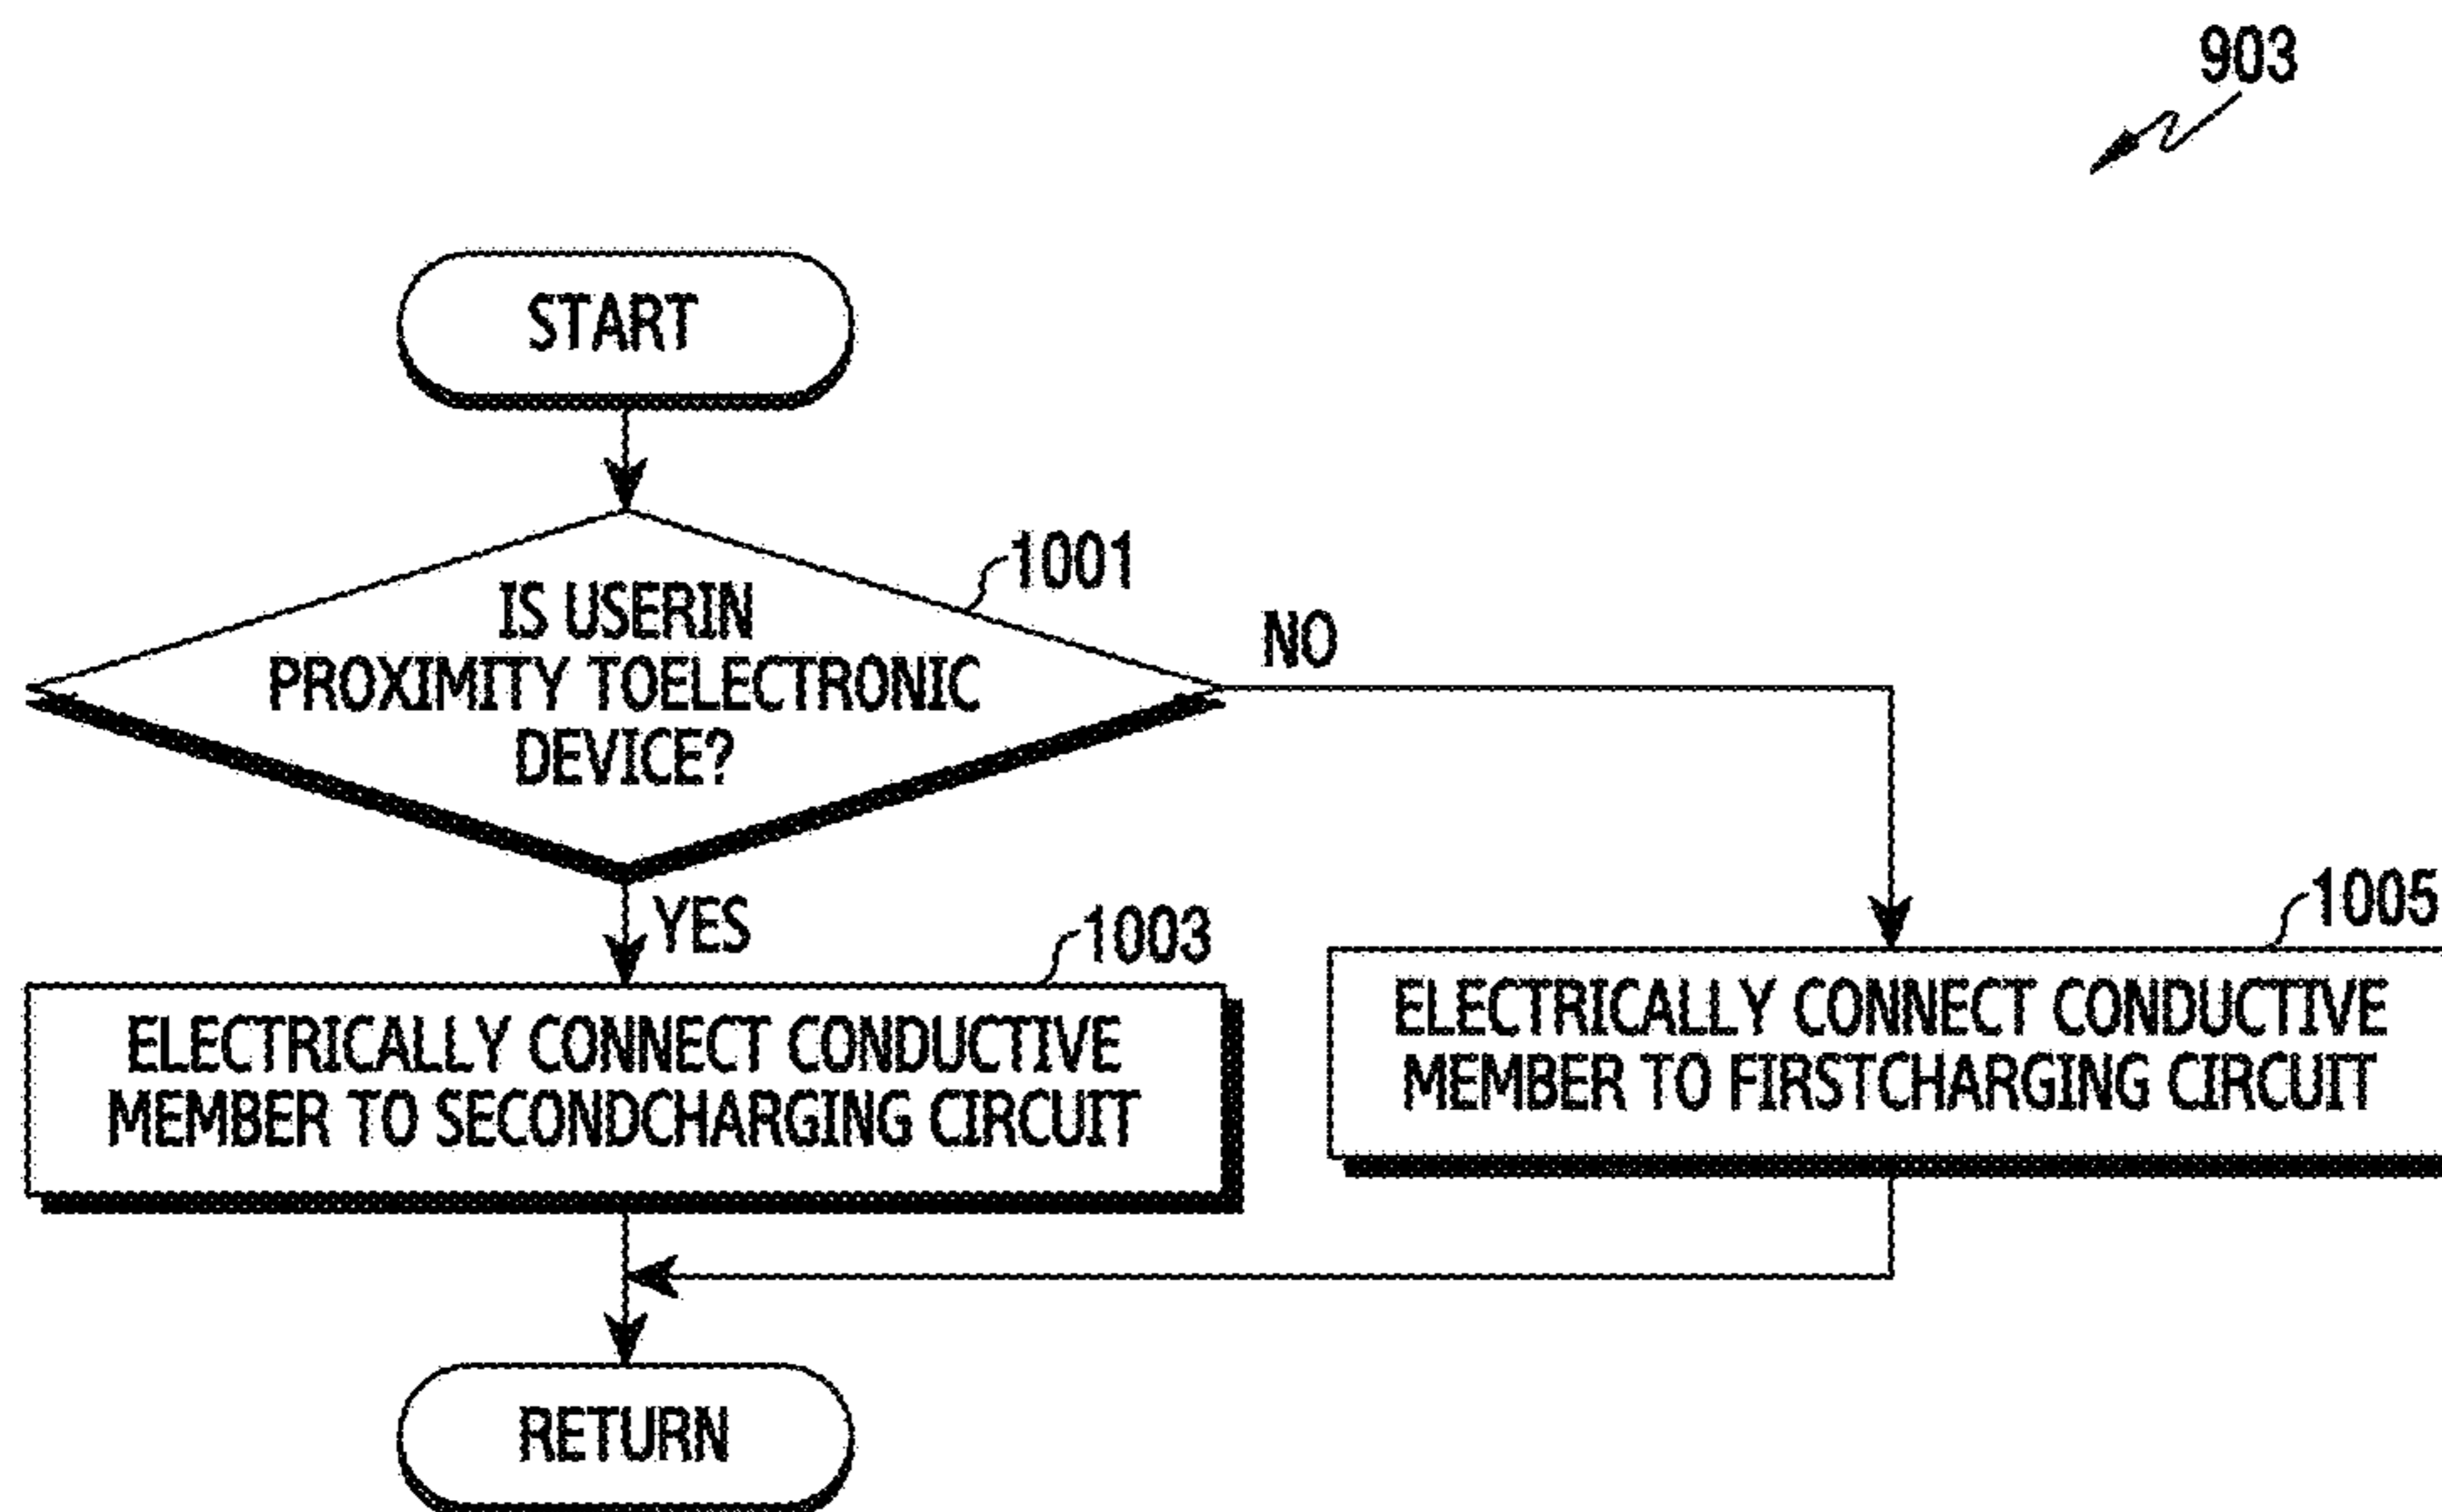 903
START
1001
IS USERIN
PROXIMITY TOELECTRONIC
DEVICE?
NO
YES
1003
ELECTRICALLY CONNECT CONDUCTIVE
MEMBER TO SECONDCHARGING CIRCUIT
1005
ELECTRICALLY CONNECT CONDUCTIVE
MEMBER TO FIRSTCHARGING CIRCUIT
RETURN